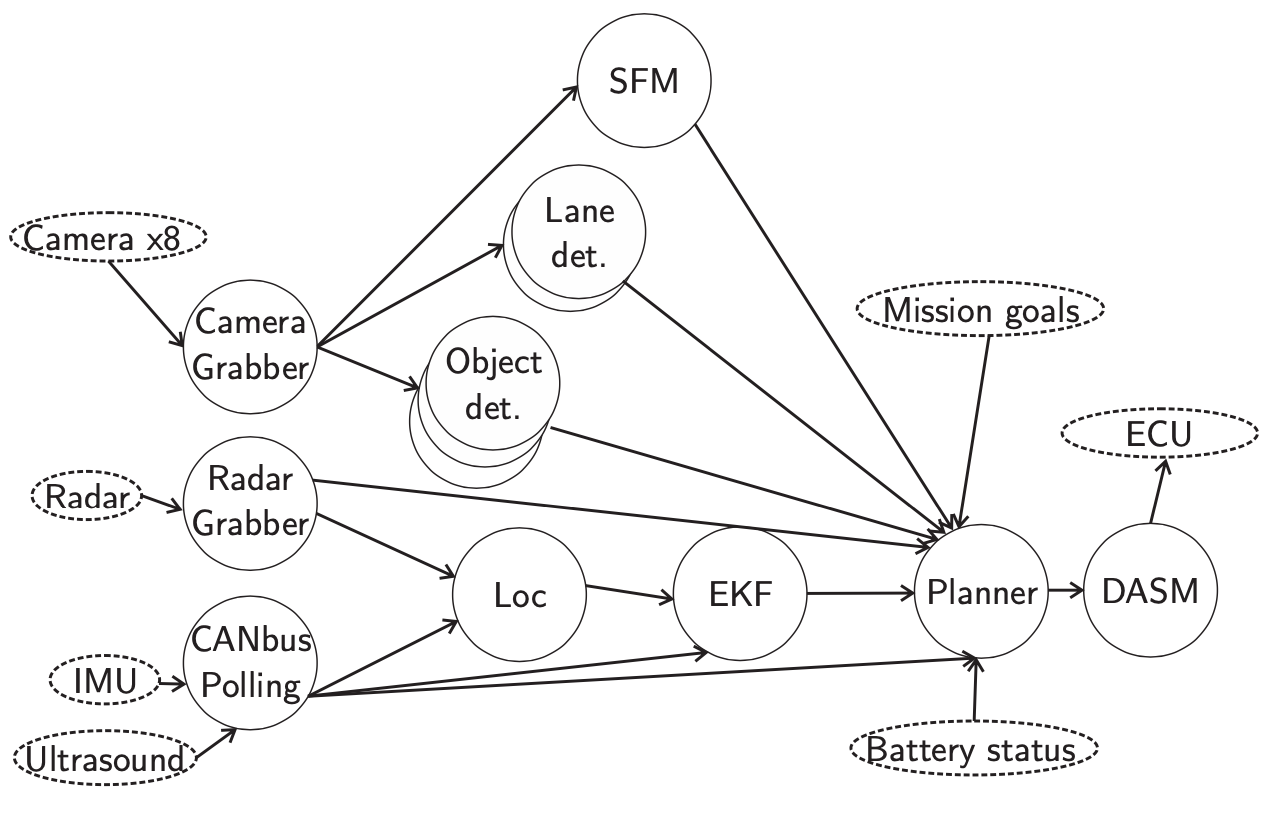 SFM
Lane
det.
Camera x8
Camera
Grabber
Mission goals
Object
det.
ECU
Radar
Radar
Grabber
Loc
EKF
Planner
DASM
CANbus
Polling
IMU
Ultrasound
Battery status